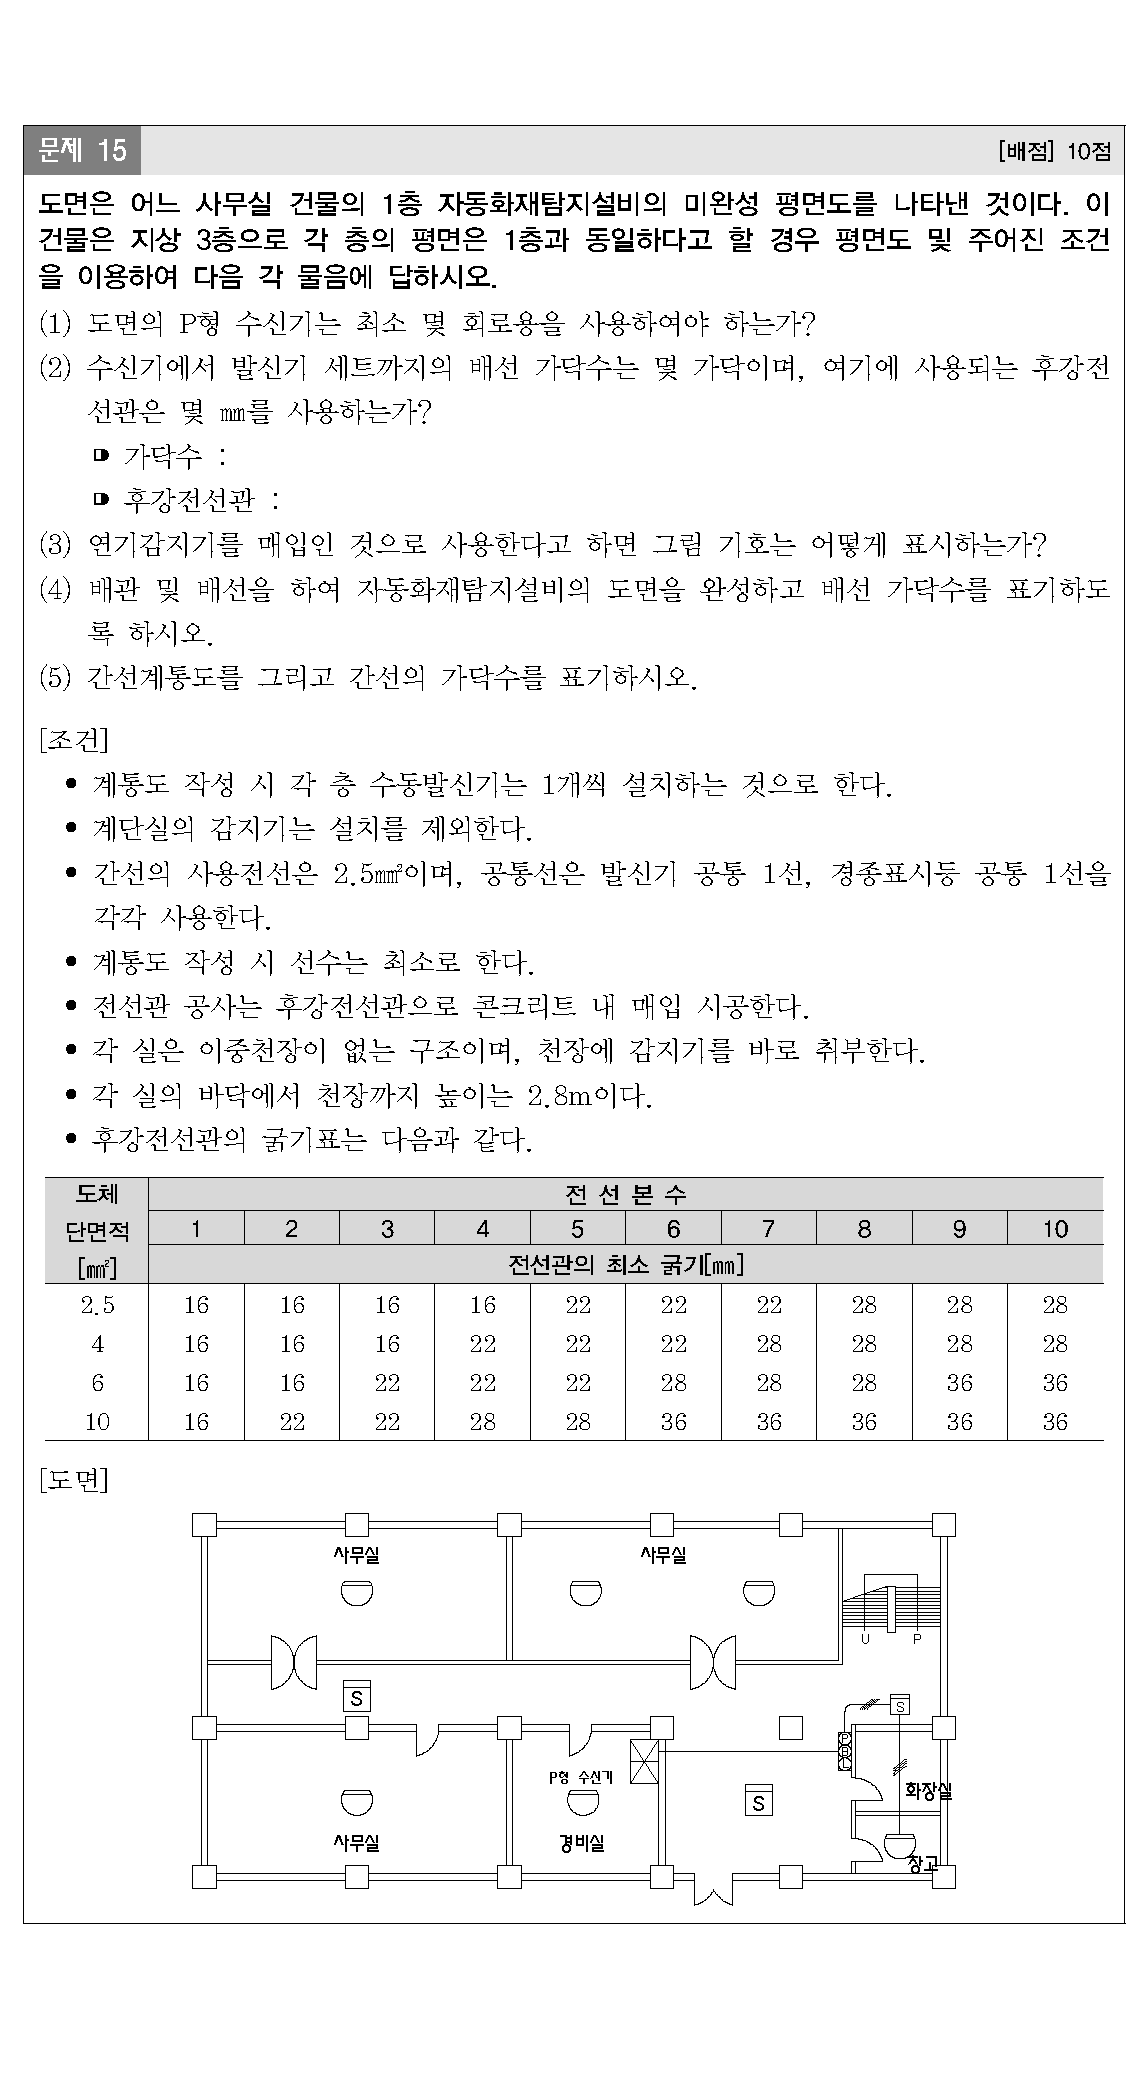 문제 15
[배점] 10점
도면은 어느 사무실 건물의 1층 자동화재탐지설비의 미완성 평면도를 나타낸 것이다. 이
건물은 지상 3층으로 각 층의 평면은 1층과 동일하다고 할 경우 평면도 및 주어진 조건
을 이용하여 다음 각 물음에 답하시오.
(1) 도면의 P형 수신기는 최소 몇 회로용을 사용하여야 하는가?
(2) 수신기에서 발신기 세트까지의 배선 가닥수는 몇 가닥이며, 여기에 사용되는 후강전
선관은 몇 ㎜를 사용하는가?
가닥수 :
후강전선관 :
(3) 연기감지기를 매입인 것으로 사용한다고 하면 그림 기호는 어떻게 표시하는가?
(4) 배관 및 배선을 하여 자동화재탐지설비의 도면을 완성하고 배선 가닥수를 표기하도
록 하시오.
(5) 간선계통도를 그리고 간선의 가닥수를 표기하시오.
[조건]
• 계통도 작성 시 각 층 수동발신기는 1개씩 설치하는 것으로 한다.
• 계단실의 감지기는 설치를 제외한다.
• 간선의 사용전선은 2.5㎟이며, 공통선은 발신기 공통 1선, 경종표시등 공통 1선을
각각 사용한다.
• 계통도 작성 시 선수는 최소로 한다.
• 전선관 공사는 후강전선관으로 콘크리트 내 매입 시공한다.
• 각 실은 이중천장이 없는 구조이며, 천장에 감지기를 바로 취부한다.
• 각 실의 바닥에서 천장까지 높이는 2.8m이다.
• 후강전선관의 굵기표는 다음과 같다.
도체 전 선 본 수
단면적 1 2 3 4 5 6 7 8 9 10
[㎟] 전선관의 최소 굵기[㎜]
2.5 16 16 16 16 22 22 22 28 28 28
4 16 16 16 22 22 22 28 28 28 28
6 16 16 22 22 22 28 28 28 36 36
10 16 22 22 28 28 36 36 36 36 36
[도면]
사무실 사무실
U P
S
S
P
B
L
P형 수신기
S
화장실
사무실 경비실
창고